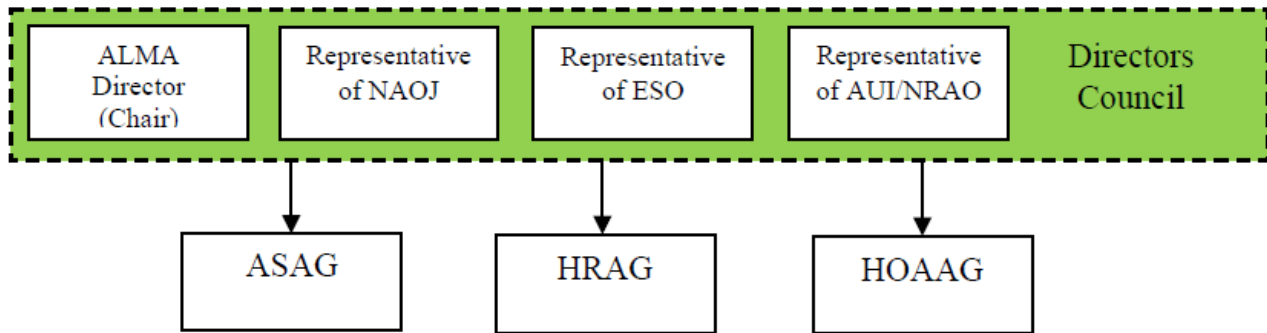 ALMA
Director
(Chair)
Representative
of NAOJ
Representative
of ESO
Representative
of AUI/NRAO
Directors
Council
ASAG
HRAG
HOAAG